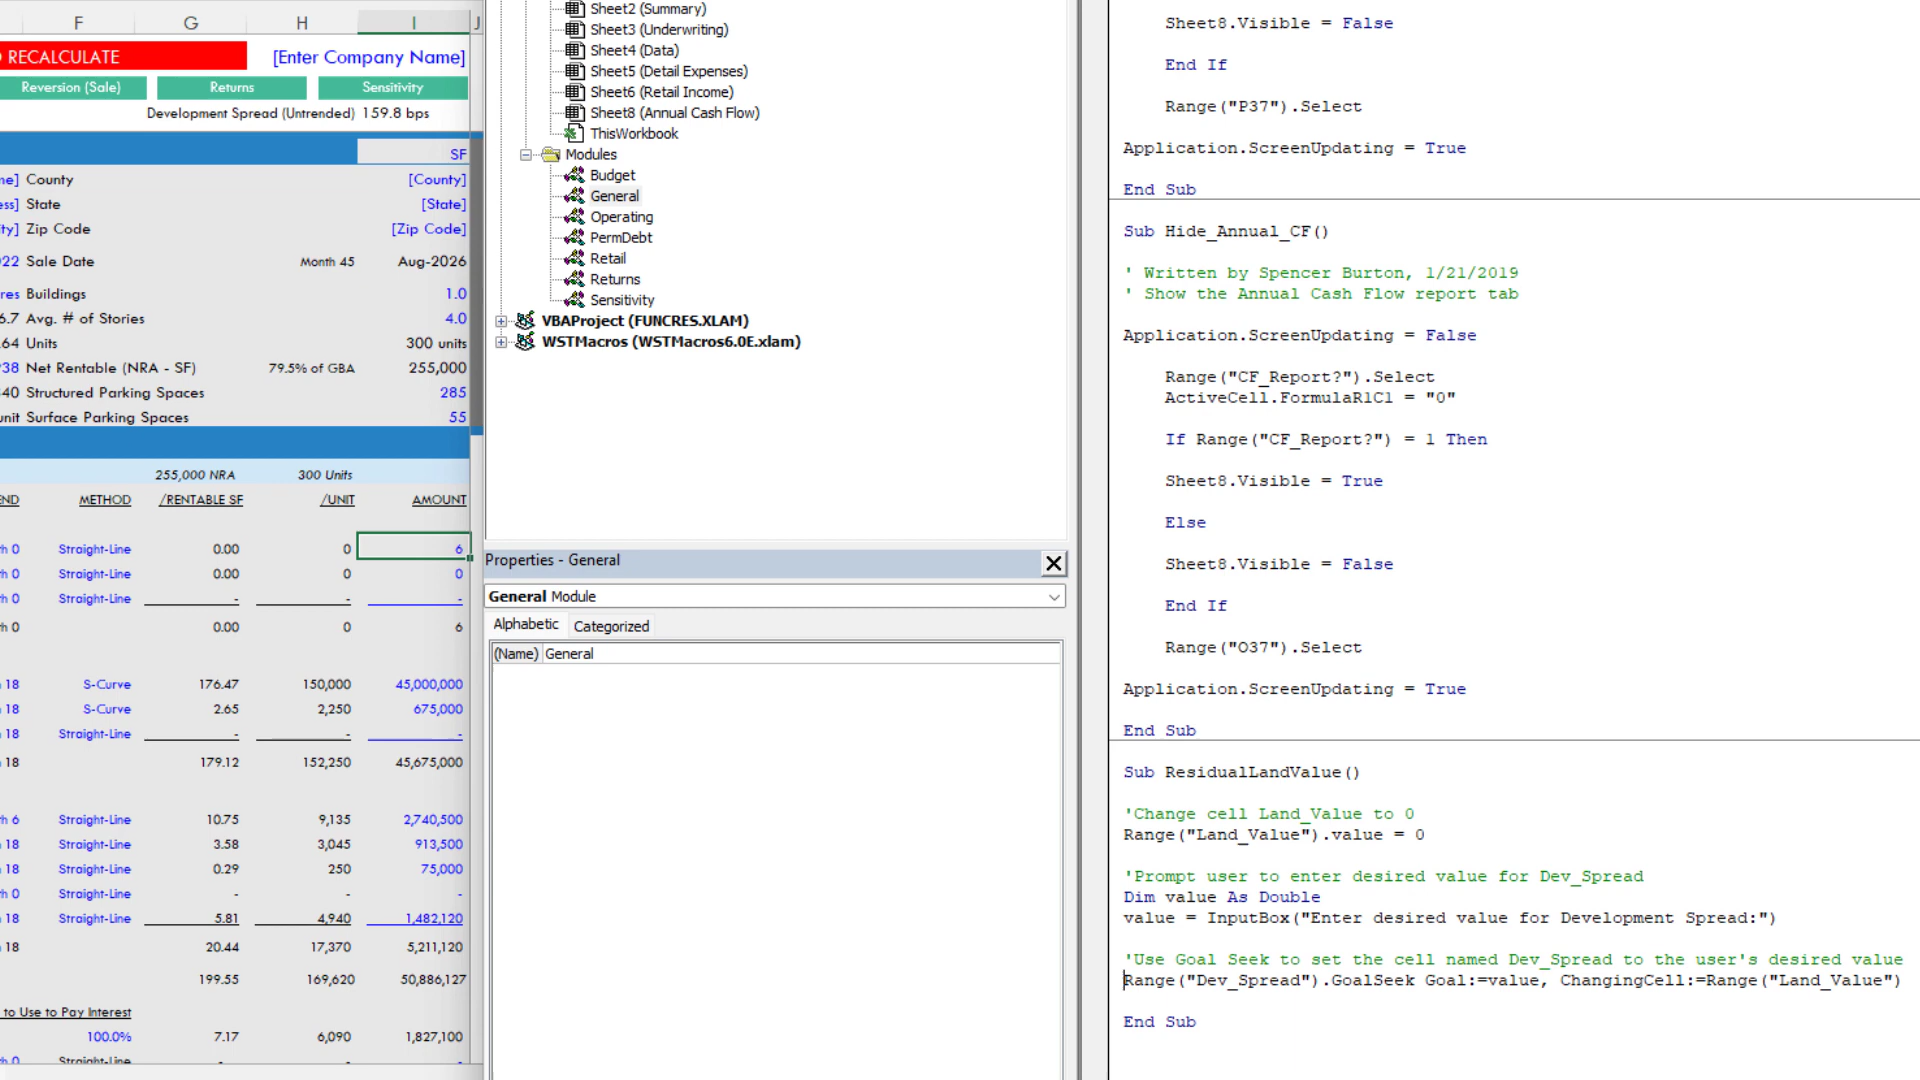 F G H I J
RECALCULATE [Enter Company Name]
Reversion (Sale) Returns Sensitivity
Development Spread (Untrended) 159.8 bps
SF
County [County]
State [State]
Zip Code [Zip Code]
Sale Date Month 45 Aug-2026
Buildings 1.0
Avg. # of Stories 4.0
Units 300 units
Net Rentable (NRA - SF) 79.5% of GBA 255,000
Structured Parking Spaces 285
Surface Parking Spaces 55
255,000 NRA 300 Units
METHOD /RENTABLE SF /UNIT AMOUNT
Straight-Line 0.00 0 6
Straight-Line 0.00 0 0
Straight-Line - - -
0.00 0 6
18 S-Curve 176.47 150,000 45,000,000
18 S-Curve 2.65 2,250 675,000
18 Straight-Line - - -
18 179.12 152,250 45,675,000
Straight-Line 10.75 9,135 2,740,500
18 Straight-Line 3.58 3,045 913,500
18 Straight-Line 0.29 250 75,000
Straight-Line - - -
18 Straight-Line 5.81 4,940 1,482,120
18 20.44 17,370 5,211,120
199.55 169,620 50,886,127
to Use to Pay Interest
100.0% 7.17 6,090 1,827,100
Straight-Line - - -
Sheet2 (Summary)
Sheet3 (Underwriting)
Sheet4 (Data)
Sheet5 (Detail Expenses)
Sheet6 (Retail Income)
Sheet8 (Annual Cash Flow)
ThisWorkbook
Modules
Budget
General
Operating
PermDebt
Retail
Returns
Sensitivity
VBAProject (FUNCRES.XLAM)
WSTMacros (WSTMacros6.0E.xlam)
Properties - General
General Module
Alphabetic Categorized
(Name) General
Sheet8.Visible = False
End If
Range("P37").Select
Application.ScreenUpdating = True
End Sub
Sub Hide_Annual_CF()
' Written by Spencer Burton, 1/21/2019
' Show the Annual Cash Flow report tab
Application.ScreenUpdating = False
Range("CF_Report?").Select
ActiveCell.FormulaR1C1 = "0"
If Range("CF_Report?") = 1 Then
Sheet8.Visible = True
Else
Sheet8.Visible = False
End If
Range("O37").Select
Application.ScreenUpdating = True
End Sub
Sub ResidualLandValue()
'Change cell Land_Value to 0
Range("Land_Value").value = 0
'Prompt user to enter desired value for Dev_Spread
Dim value As Double
value = InputBox("Enter desired value for Development Spread:")
'Use Goal Seek to set the cell named Dev_Spread to the user's desired value
Range("Dev_Spread").GoalSeek Goal:=value, ChangingCell:=Range("Land_Value")
End Sub